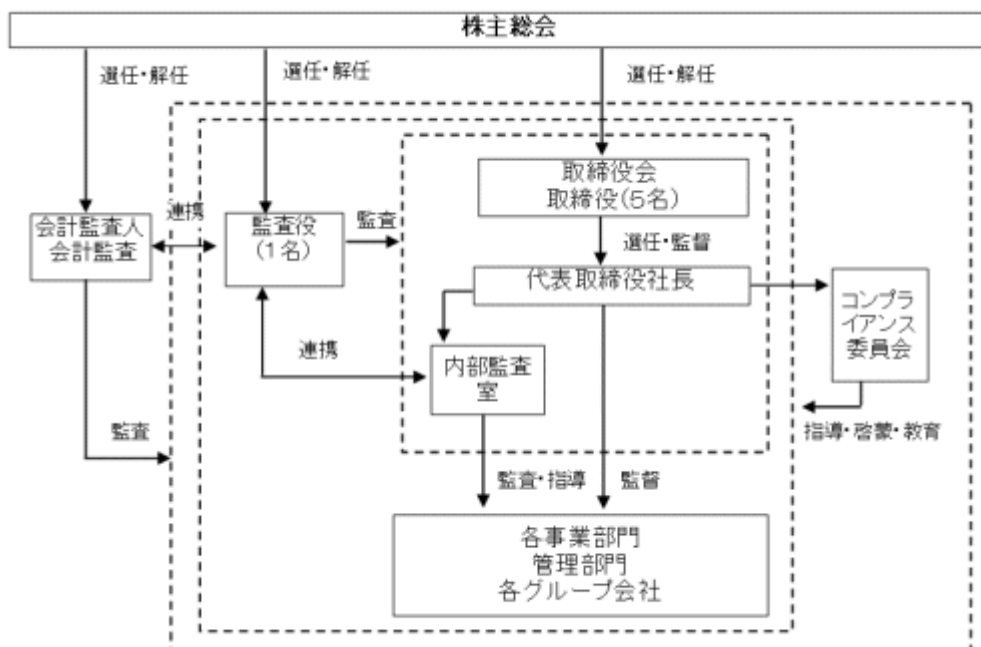 株主総会
選任・解任
選任・解任
選任・解任
取締役会
取締役(5名)
会計監査人
会計監査
連携
監査役
(1名)
監査
選任・監督
代表取締役社長
コンプラ
イアンス
委員会
連携
内部監査
室
監査
指導・啓蒙・教育
監査・指導
監督
各事業部門
管理部門
各グループ会社